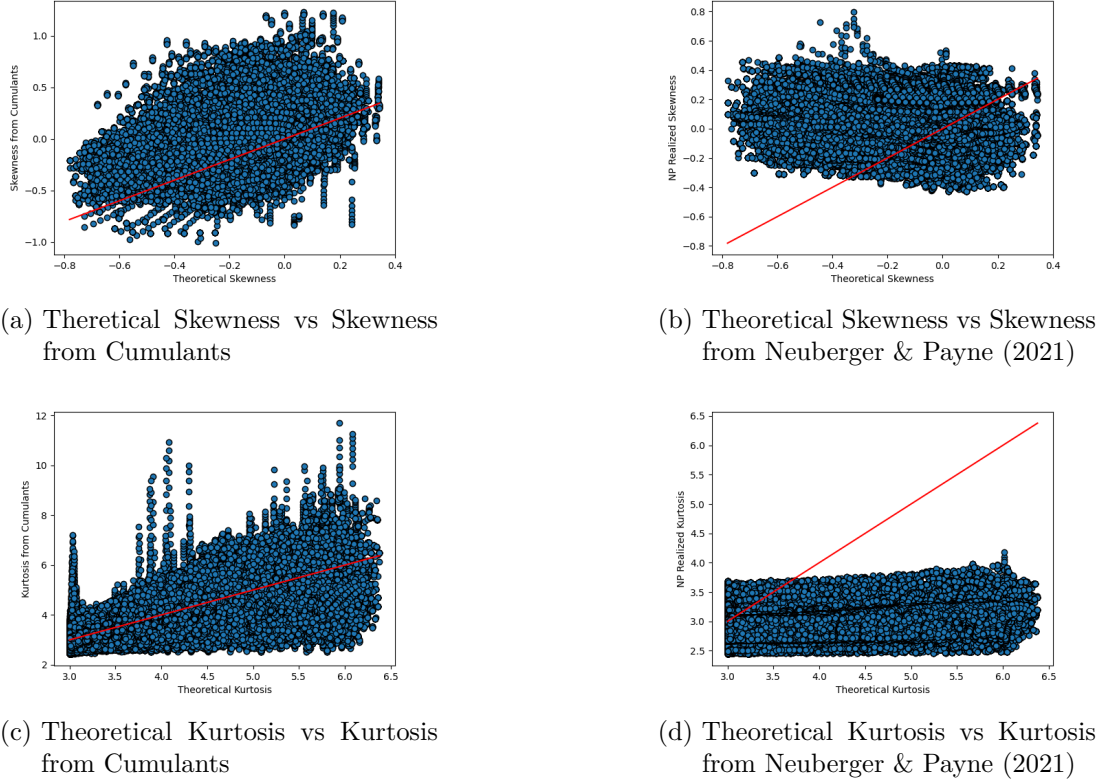 1.0
0.5
0.0
−0.5
−1.0
Skewness from Cumulants
−0.8 −0.6 −0.4 −0.2 0.0 0.2 0.4
Theoretical Skewness
(a) Theretical Skewness vs Skewness
from Cumulants
0.8
0.6
0.4
0.2
0.0
−0.2
−0.4
−0.6
−0.8
NP Realized Skewness
−0.8 −0.6 −0.4 −0.2 0.0 0.2 0.4
Theoretical Skewness
(b) Theoretical Skewness vs Skewness
from Neuberger & Payne (2021)
12
10
8
6
4
2
Kurtosis from Cumulants
3.0 3.5 4.0 4.5 5.0 5.5 6.0 6.5
Theoretical Kurtosis
(c) Theoretical Kurtosis vs Kurtosis
from Cumulants
6.5
6.0
5.5
5.0
4.5
4.0
3.5
3.0
2.5
NP Realized Kurtosis
3.0 3.5 4.0 4.5 5.0 5.5 6.0 6.5
Theoretical Kurtosis
(d) Theoretical Kurtosis vs Kurtosis
from Neuberger & Payne (2021)